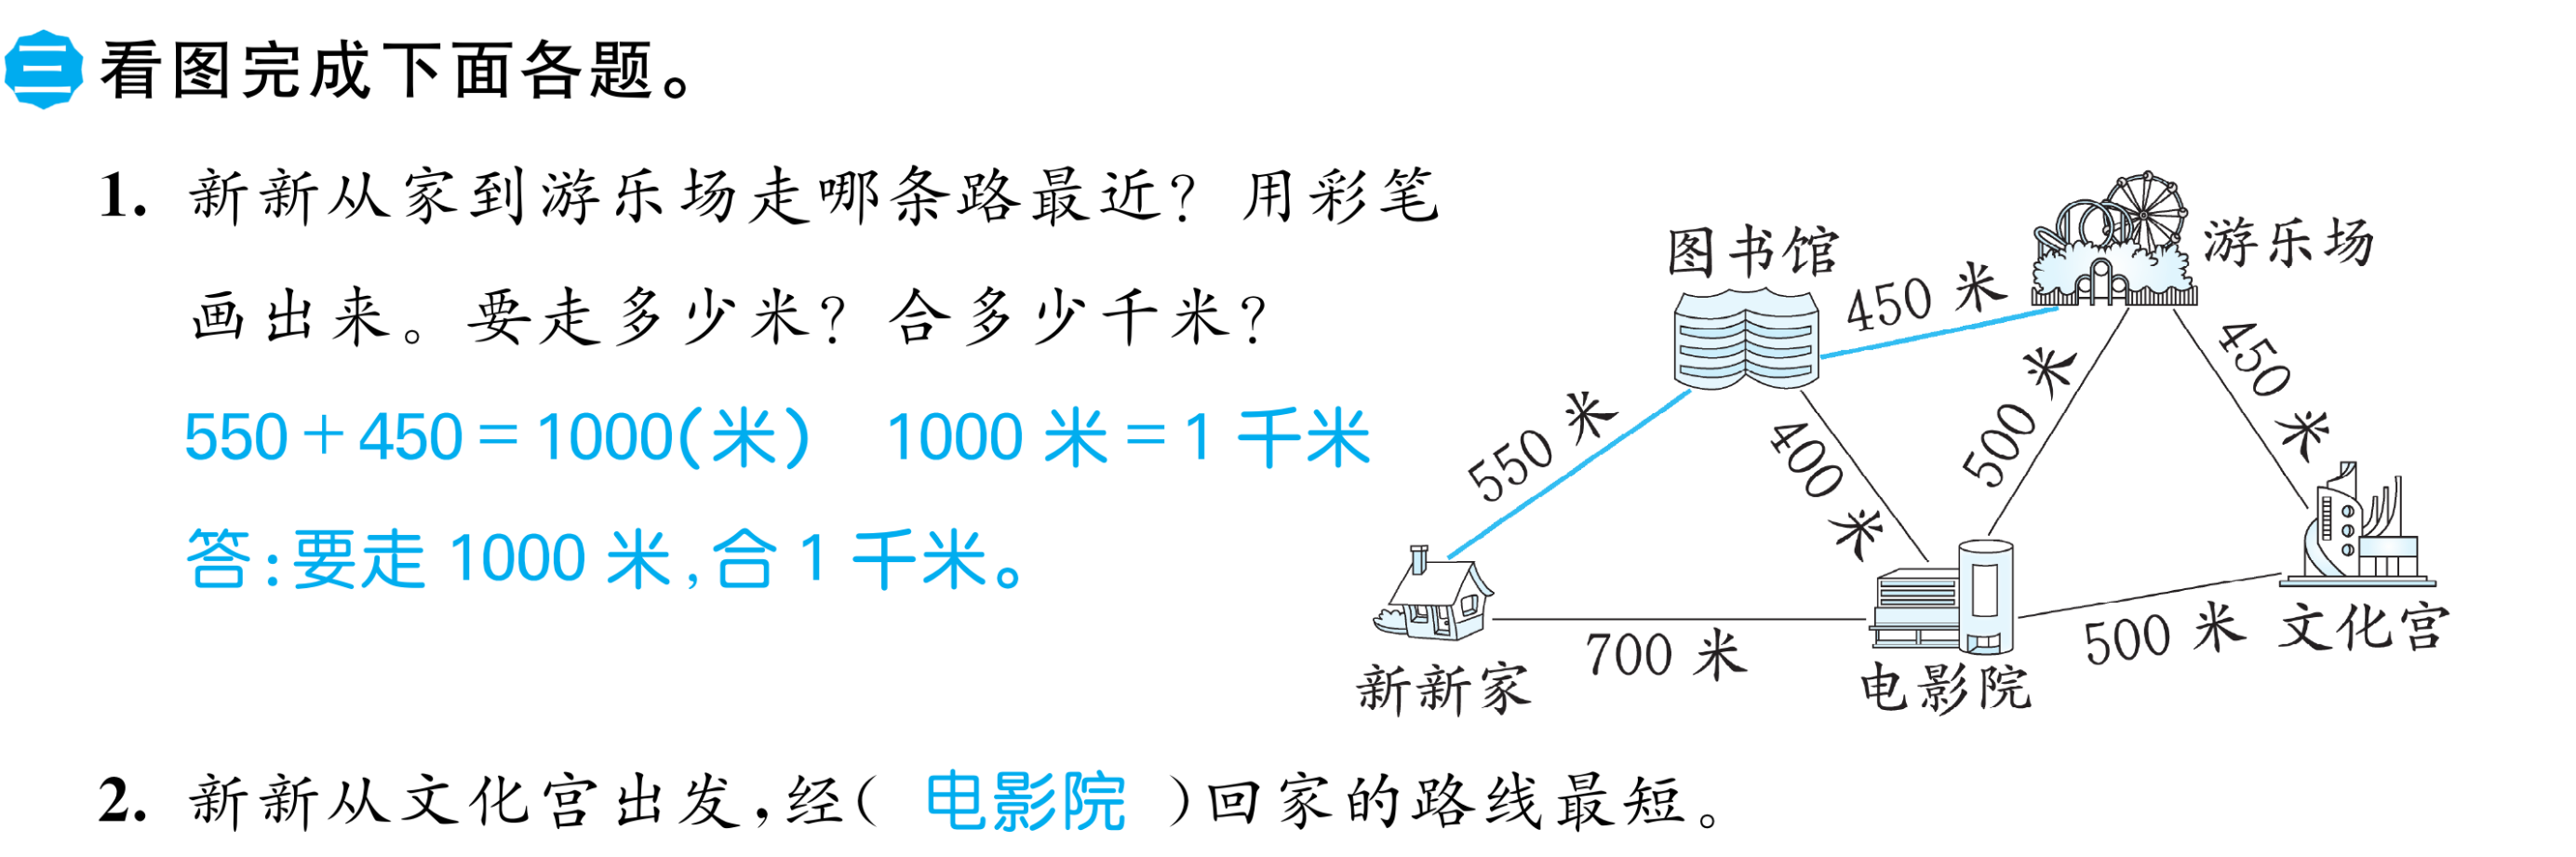 三 看图完成下面各题。
1. 新新从家到游乐场走哪条路最近？用彩笔
画出来。要走多少米？合多少千米？
550+450=1000(米) 1000 米=1 千米
答:要走 1000 米,合 1 千米。
图书馆
游乐场
450 米
550 米
400 米
500 米
450 米
新新家
700 米
电影院
500 米
文化宫
2. 新新从文化宫出发,经( 电影院 )回家的路线最短。